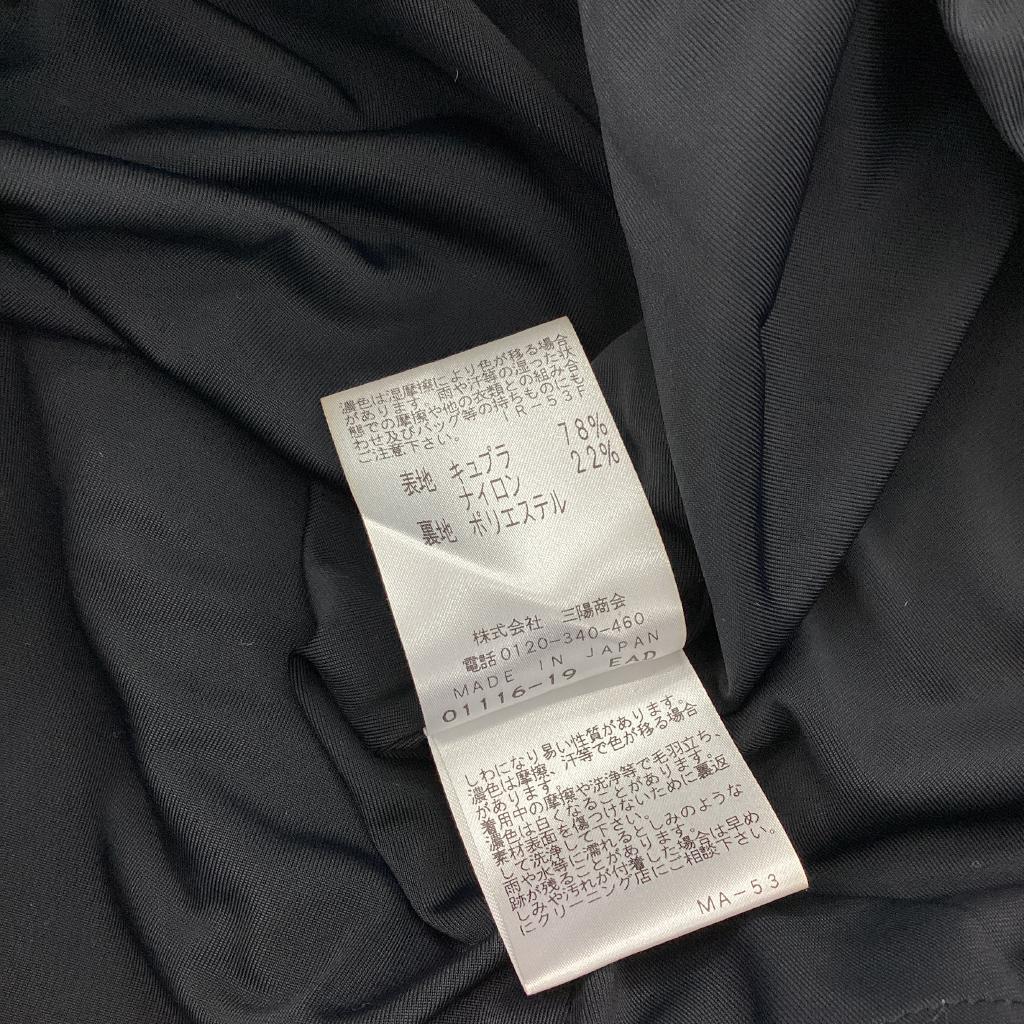 濃色は湿摩擦により色が移る場合
があります。雨や汗等の湿った状
態での摩擦や他の衣類との組み合
わせ及びバッグ等の持ちものにも
ご注意下さい。 TR-53F
表地 キュプラ 78%
ナイロン 22%
裏地 ポリエステル
株式会社 三陽商会
電話0120-340-460
MADE IN JAPAN
01116-19 EAD
しわになり易い性質があります。
濃色は摩擦、汗等で色が移る場合
があります。
着用中の摩擦や洗浄等で毛羽立ち、
濃色は白くなることがあります。
素材表面を傷つけないために裏返
して洗浄して下さい。
雨や水等に濡れるとしみのような
跡が残ることがあります。
しみや汚れが付着した場合は早め
にクリーニング店にご相談下さい。
MA-53